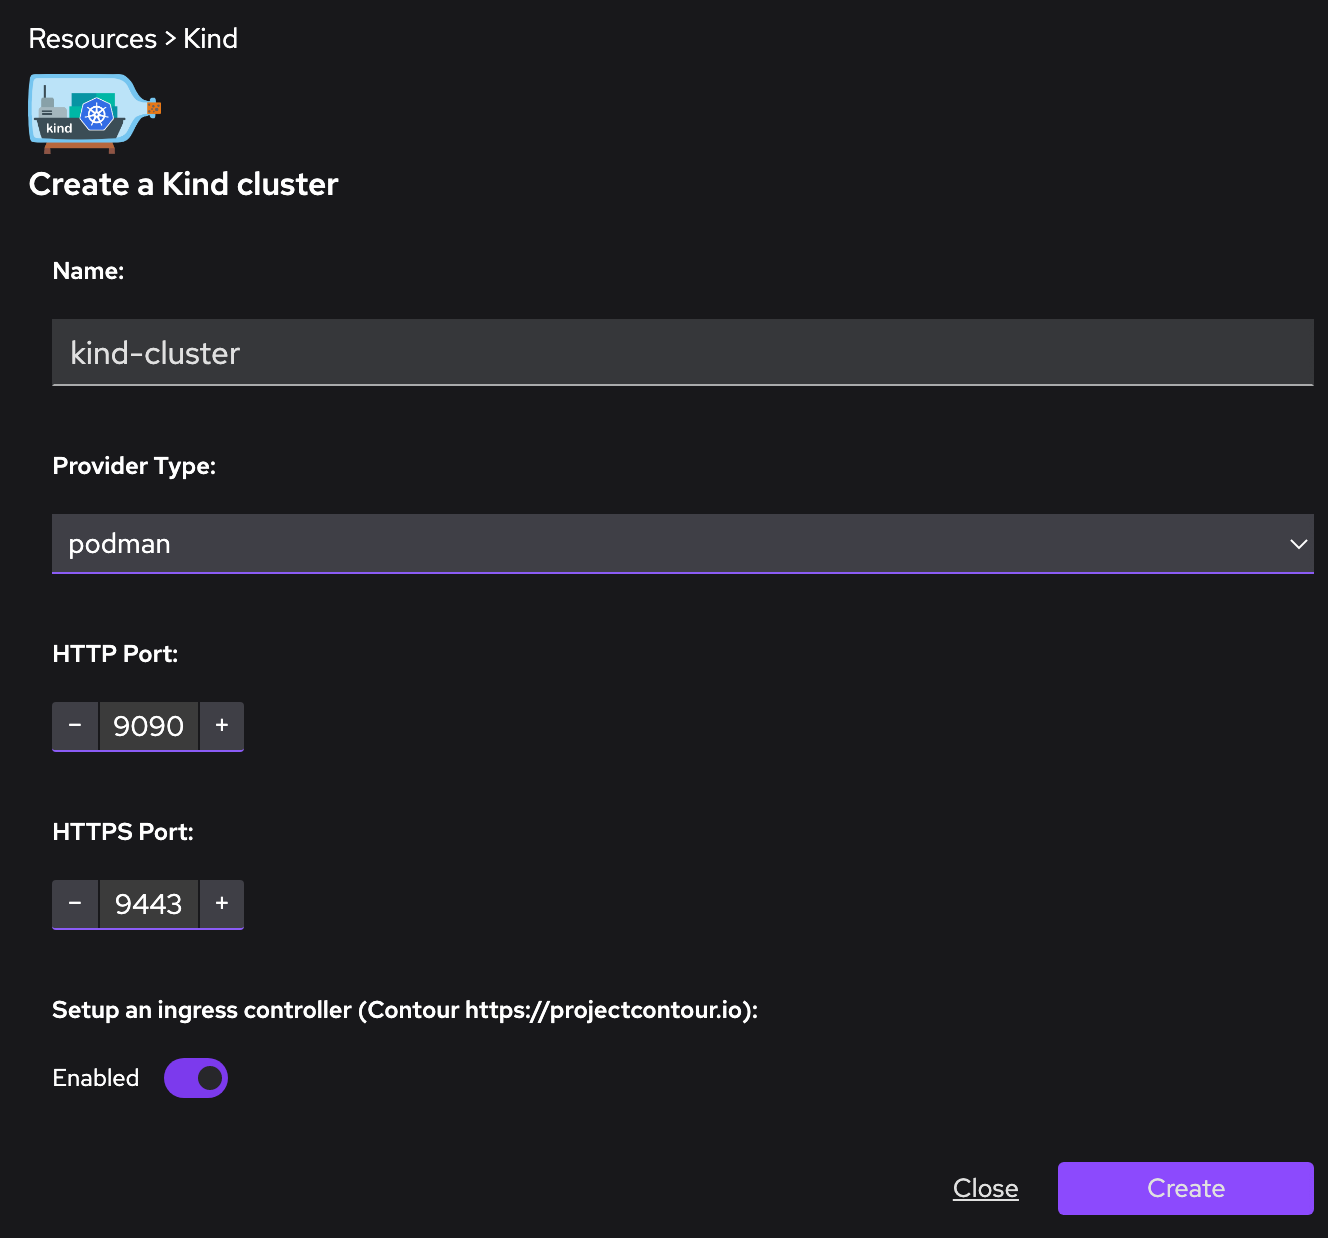 Resources > Kind
kind
Create a Kind cluster
Name:
kind-cluster
Provider Type:
podman
HTTP Port:
− 9090 +
HTTPS Port:
− 9443 +
Setup an ingress controller (Contour https://projectcontour.io):
Enabled
Close Create